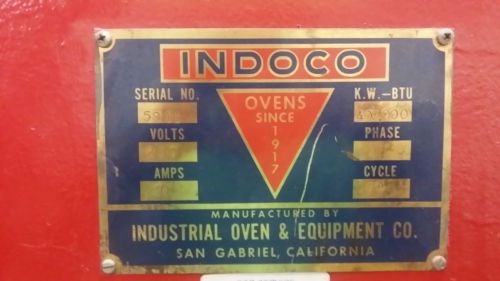 INDOCO
SERIAL NO.
VOLTS
AMPS
OVENS
SINCE
1917
K.W.-BTU
PHASE
CYCLE
MANUFACTURED BY
INDUSTRIAL OVEN & EQUIPMENT CO.
SAN GABRIEL, CALIFORNIA